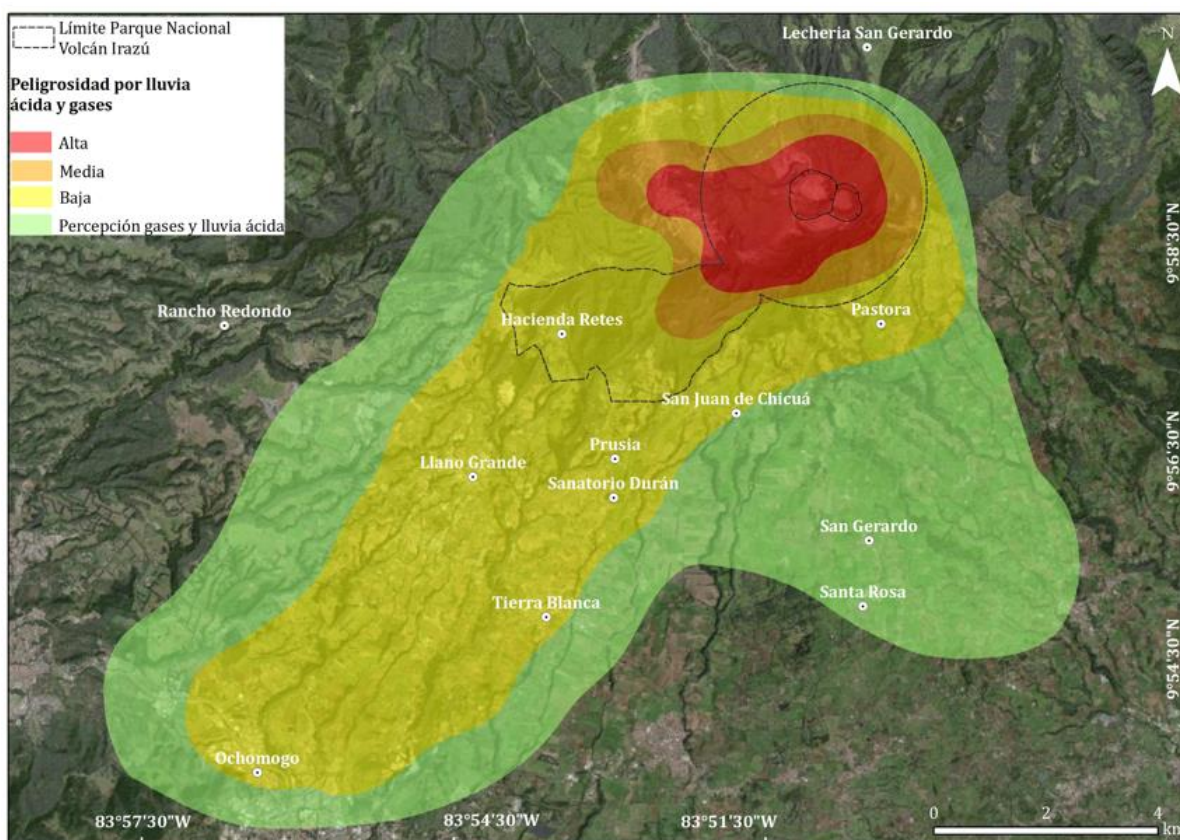 Límite Parque Nacional
Volcán Irazú
Peligrosidad por lluvia
ácida y gases
Alta
Media
Baja
Percepción gases y lluvia ácida
Lecheria San Gerardo
N
9°58'30"N
Rancho Redondo
Hacienda Retes
Pastora
San Juan de Chicuá
Prusia
Llano Grande
Sanatorio Durán
9°56'30"N
San Gerardo
Santa Rosa
Tierra Blanca
9°54'30"N
Ochomogo
83°57'30"W
83°54'30"W
83°51'30"W
0 2 4
km